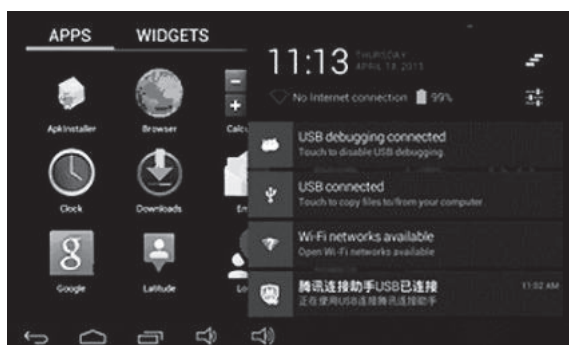 APPS WIDGETS
11:13 THURSDAY
APRIL 18, 2013
No Internet connection 99%
ApkInstaller Browser Calcu
USB debugging connected
Touch to disable USB debugging.
Clock Downloads Em
USB connected
Touch to copy files to/from your computer
Wi-Fi networks available
Open Wi-Fi networks available
Google Latitude Lo
腾讯连接助手USB已连接 11:02 AM
正在使用USB连接腾讯连接助手